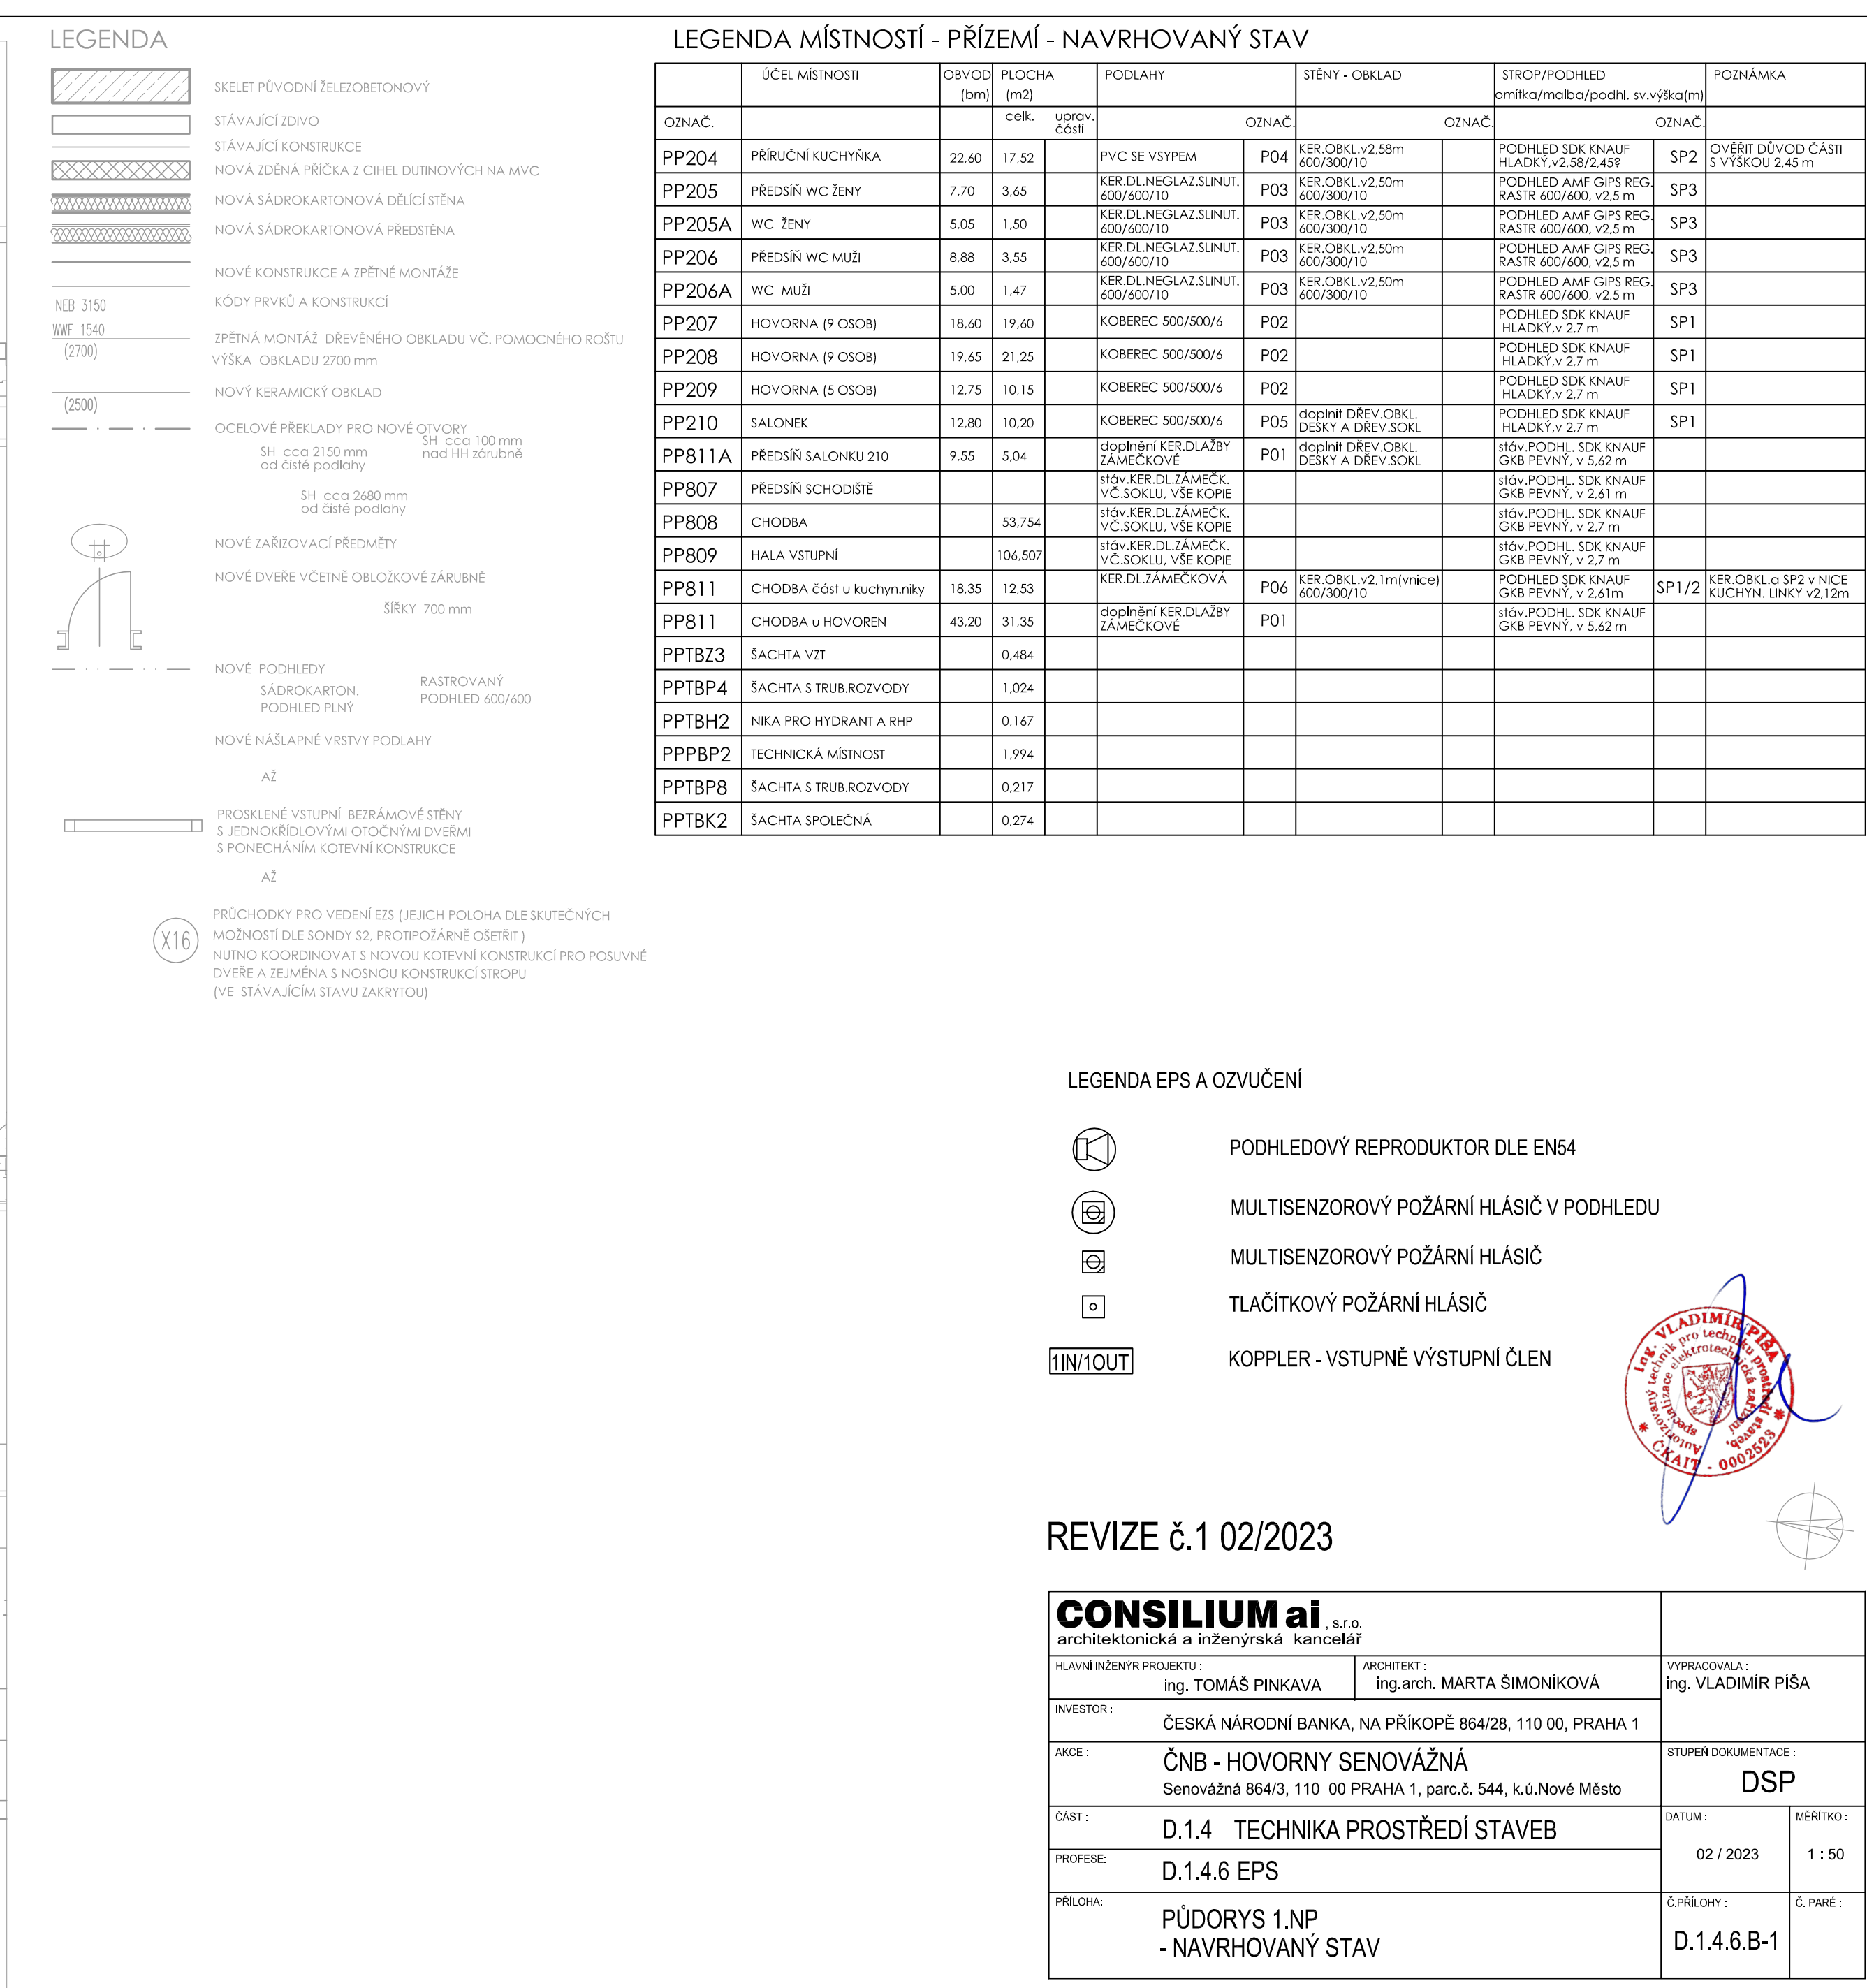 LEGENDA
SKELET PŮVODNÍ ŽELEZOBETONOVÝ
STÁVAJÍCÍ ZDIVO
STÁVAJÍCÍ KONSTRUKCE
NOVÁ ZDĚNÁ PŘÍČKA Z CIHEL DUTINOVÝCH NA MVC
NOVÁ SÁDROKARTONOVÁ DĚLÍCÍ STĚNA
NOVÁ SÁDROKARTONOVÁ PŘEDSTĚNA
NOVÉ KONSTRUKCE A ZPĚTNÉ MONTÁŽE
NEB 3150 KÓDY PRVKŮ A KONSTRUKCÍ
WWF 1540
(2700) ZPĚTNÁ MONTÁŽ DŘEVĚNÉHO OBKLADU VČ. POMOCNÉHO ROŠTU
VÝŠKA OBKLADU 2700 mm
NOVÝ KERAMICKÝ OBKLAD
(2500)
OCELOVÉ PŘEKLADY PRO NOVÉ OTVORY
SH cca 2150 mm
od čisté podlahy
SH cca 100 mm
nad HH zárubně
SH cca 2680 mm
od čisté podlahy
NOVÉ ZAŘIZOVACÍ PŘEDMĚTY
NOVÉ DVEŘE VČETNĚ OBLOŽKOVÉ ZÁRUBNĚ
ŠÍŘKY 700 mm
NOVÉ PODHLEDY
SÁDROKARTON.
PODHLED PLNÝ
RASTROVANÝ
PODHLED 600/600
NOVÉ NÁŠLAPNÉ VRSTVY PODLAHY
AŽ
PROSKLENÉ VSTUPNÍ BEZRÁMOVÉ STĚNY
S JEDNOKŘÍDLOVÝMI OTOČNÝMI DVEŘMI
S PONECHÁNÍM KOTEVNÍ KONSTRUKCE
AŽ
X16
PRŮCHODKY PRO VEDENÍ EZS (JEJICH POLOHA DLE SKUTEČNÝCH
MOŽNOSTÍ DLE SONDY S2, PROTIPOŽÁRNĚ OŠETŘIT )
NUTNO KOORDINOVAT S NOVOU KOTEVNÍ KONSTRUKCÍ PRO POSUVNÉ
DVEŘE A ZEJMÉNA S NOSNOU KONSTRUKCÍ STROPU
(VE STÁVAJÍCÍM STAVU ZAKRYTOU)
LEGENDA MÍSTNOSTÍ - PŘÍZEMÍ - NAVRHOVANÝ STAV
ÚČEL MÍSTNOSTI OBVOD PLOCHA PODLAHY STĚNY - OBKLAD STROP/PODHLED POZNÁMKA
(bm) (m2) omítka/malba/podhl.-sv.výška(m)
OZNAČ. celk. uprav. části OZNAČ. OZNAČ. OZNAČ.
PP204 PŘÍRUČNÍ KUCHYŇKA 22,60 17,52 PVC SE VSYPEM P04 KER.OBKL.v2,58m 600/300/10 PODHLED SDK KNAUF HLADKÝ,v2,58/2,45? SP2 OVĚŘIT DŮVOD ČÁSTI S VÝŠKOU 2,45 m
PP205 PŘEDSÍŇ WC ŽENY 7,70 3,65 KER.DL.NEGLAZ.SLINUT. 600/600/10 P03 KER.OBKL.v2,50m 600/300/10 PODHLED AMF GIPS REG. RASTR 600/600, v2,5 m SP3
PP205A WC ŽENY 5,05 1,50 KER.DL.NEGLAZ.SLINUT. 600/600/10 P03 KER.OBKL.v2,50m 600/300/10 PODHLED AMF GIPS REG. RASTR 600/600, v2,5 m SP3
PP206 PŘEDSÍŇ WC MUŽI 8,88 3,55 KER.DL.NEGLAZ.SLINUT. 600/600/10 P03 KER.OBKL.v2,50m 600/300/10 PODHLED AMF GIPS REG. RASTR 600/600, v2,5 m SP3
PP206A WC MUŽI 5,00 1,47 KER.DL.NEGLAZ.SLINUT. 600/600/10 P03 KER.OBKL.v2,50m 600/300/10 PODHLED AMF GIPS REG. RASTR 600/600, v2,5 m SP3
PP207 HOVORNA (9 OSOB) 18,60 19,60 KOBEREC 500/500/6 P02 PODHLED SDK KNAUF HLADKÝ,v 2,7 m SP1
PP208 HOVORNA (9 OSOB) 19,65 21,25 KOBEREC 500/500/6 P02 PODHLED SDK KNAUF HLADKÝ,v 2,7 m SP1
PP209 HOVORNA (5 OSOB) 12,75 10,15 KOBEREC 500/500/6 P02 PODHLED SDK KNAUF HLADKÝ,v 2,7 m SP1
PP210 SALONEK 12,80 10,20 KOBEREC 500/500/6 P05 doplnit DŘEV.OBKL. DESKY A DŘEV.SOKL PODHLED SDK KNAUF HLADKÝ,v 2,7 m SP1
PP811A PŘEDSÍŇ SALONKU 210 9,55 5,04 doplnění KER.DLAŽBY ZÁMEČKOVÉ P01 doplnit DŘEV.OBKL. DESKY A DŘEV.SOKL stáv.PODHL. SDK KNAUF GKB PEVNÝ, v 5,62 m
PP807 PŘEDSÍŇ SCHODIŠTĚ stáv.KER.DL.ZÁMEČK. VČ.SOKLU, VŠE KOPIE stáv.PODHL. SDK KNAUF GKB PEVNÝ, v 2,61 m
PP808 CHODBA 53,754 stáv.KER.DL.ZÁMEČK. VČ.SOKLU, VŠE KOPIE stáv.PODHL. SDK KNAUF GKB PEVNÝ, v 2,7 m
PP809 HALA VSTUPNÍ 106,507 stáv.KER.DL.ZÁMEČK. VČ.SOKLU, VŠE KOPIE stáv.PODHL. SDK KNAUF GKB PEVNÝ, v 2,7 m
PP811 CHODBA část u kuchyn.niky 18,35 12,53 KER.DL.ZÁMEČKOVÁ P06 KER.OBKL.v2,1m(vnice) 600/300/10 PODHLED SDK KNAUF GKB PEVNÝ, v 2,61m SP1/2 KER.OBKL.a SP2 v NICE KUCHYN. LINKY v2,12m
PP811 CHODBA u HOVOREN 43,20 31,35 doplnění KER.DLAŽBY ZÁMEČKOVÉ P01 stáv.PODHL. SDK KNAUF GKB PEVNÝ, v 5,62 m
PPTBZ3 ŠACHTA VZT 0,484
PPTBP4 ŠACHTA S TRUB.ROZVODY 1,024
PPTBH2 NIKA PRO HYDRANT A RHP 0,167
PPPBP2 TECHNICKÁ MÍSTNOST 1,994
PPTBP8 ŠACHTA S TRUB.ROZVODY 0,217
PPTBK2 ŠACHTA SPOLEČNÁ 0,274
LEGENDA EPS A OZVUČENÍ
PODHLEDOVÝ REPRODUKTOR DLE EN54
MULTISENZOROVÝ POŽÁRNÍ HLÁSIČ V PODHLEDU
MULTISENZOROVÝ POŽÁRNÍ HLÁSIČ
TLAČÍTKOVÝ POŽÁRNÍ HLÁSIČ
1IN/1OUT KOPPLER - VSTUPNĚ VÝSTUPNÍ ČLEN
Ing. VLADIMÍR PÍŠA
Autorizovaný technik pro techniku prostředí staveb,
specializace elektrotechnická zařízení
ČKAIT - 0002523
REVIZE č.1 02/2023
CONSILIUM ai , s.r.o.
architektonická a inženýrská kancelář
HLAVNÍ INŽENÝR PROJEKTU : ARCHITEKT : VYPRACOVALA :
ing. TOMÁŠ PINKAVA ing.arch. MARTA ŠIMONÍKOVÁ ing. VLADIMÍR PÍŠA
INVESTOR :
ČESKÁ NÁRODNÍ BANKA, NA PŘÍKOPĚ 864/28, 110 00, PRAHA 1
AKCE : ČNB - HOVORNY SENOVÁŽNÁ
Senovážná 864/3, 110 00 PRAHA 1, parc.č. 544, k.ú.Nové Město
STUPEŇ DOKUMENTACE :
DSP
ČÁST : D.1.4 TECHNIKA PROSTŘEDÍ STAVEB
DATUM : MĚŘÍTKO :
02 / 2023 1 : 50
PROFESE: D.1.4.6 EPS
PŘÍLOHA: PŮDORYS 1.NP
- NAVRHOVANÝ STAV
Č.PŘÍLOHY : Č. PARÉ :
D.1.4.6.B-1